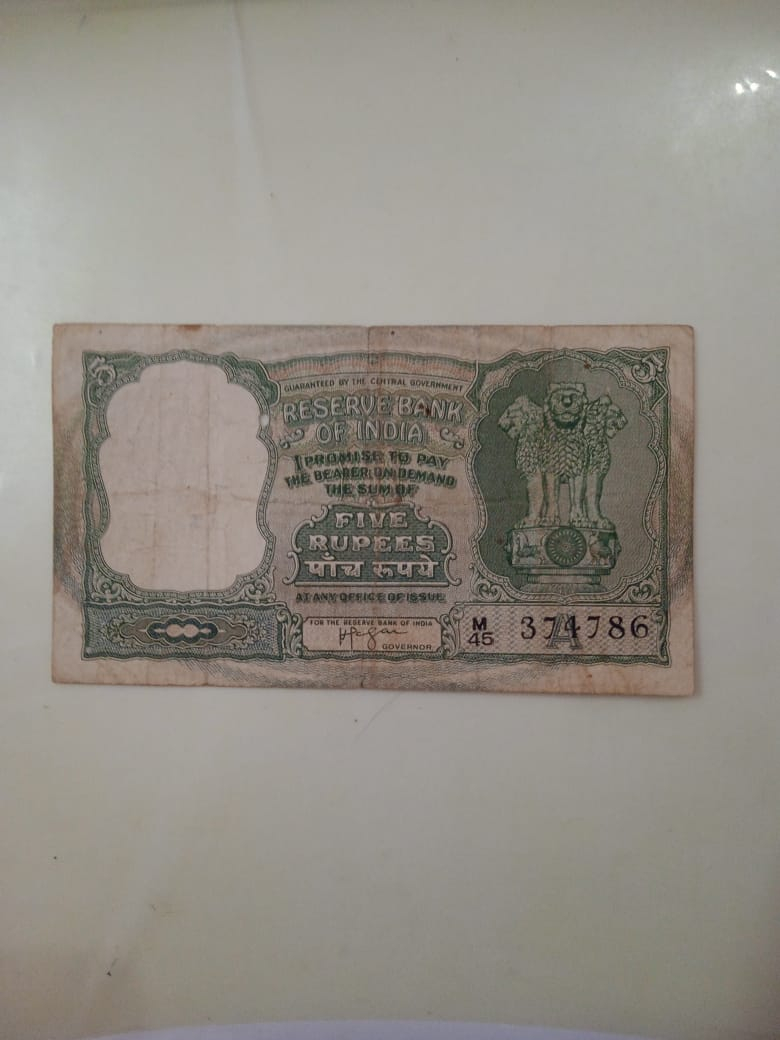 5
5
GUARANTEED BY THE CENTRAL GOVERNMENT
RESERVE BANK
OF INDIA
I PROMISE TO PAY
THE BEARER ON DEMAND
THE SUM OF
FIVE
RUPEES
पाँच रुपये
AT ANY OFFICE OF ISSUE
FOR THE RESERVE BANK OF INDIA
GOVERNOR
M
45
374786
A